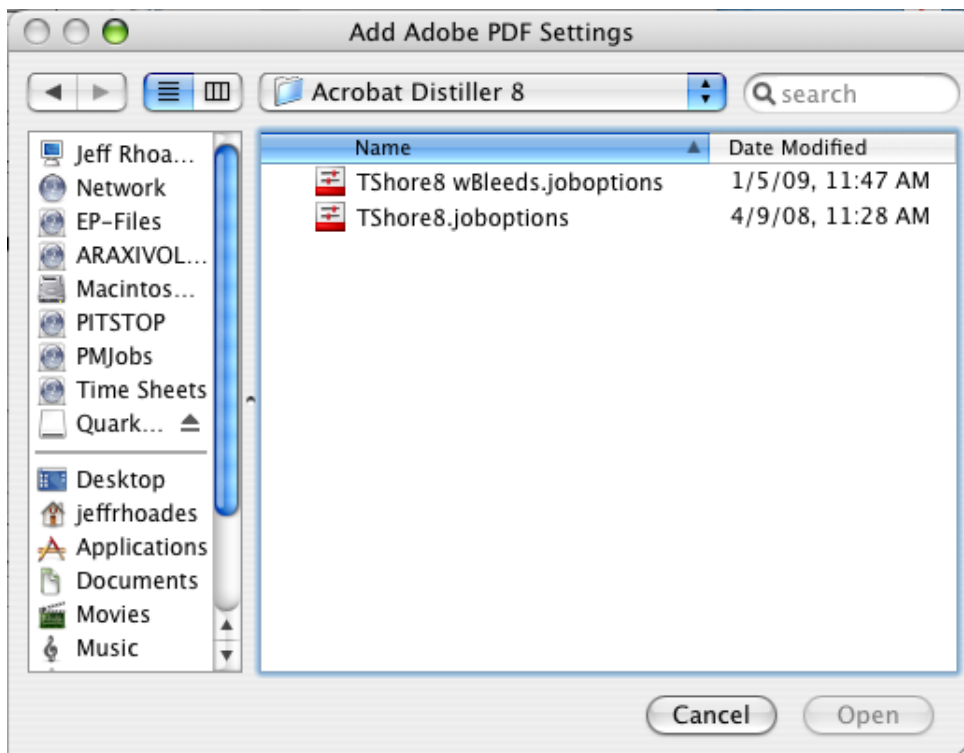 Add Adobe PDF Settings
Acrobat Distiller 8
search
Jeff Rhoa...
Network
EP-Files
ARAXIVOL...
Macintos...
PITSTOP
PMJobs
Time Sheets
Quark...
Desktop
jeffrhoades
Applications
Documents
Movies
Music
Name Date Modified
TShore8 wBleeds.joboptions 1/5/09, 11:47 AM
TShore8.joboptions 4/9/08, 11:28 AM
Cancel Open